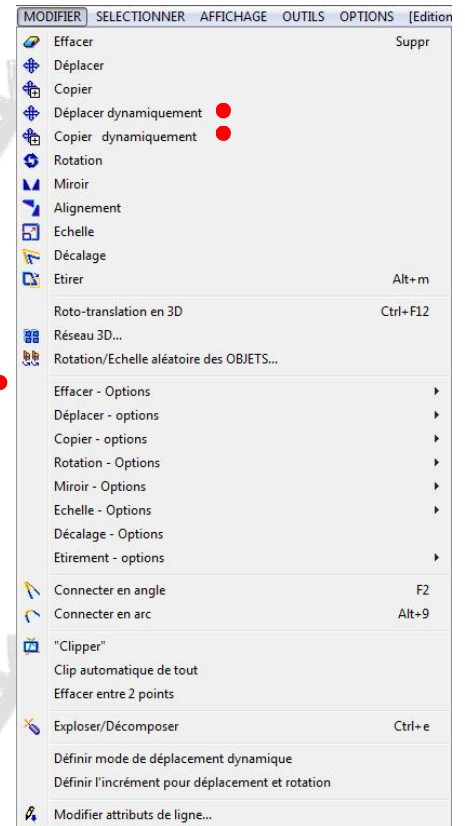 MODIFIER SELECTIONNER AFFICHAGE OUTILS OPTIONS [Edition
Effacer Suppr
Déplacer
Copier
Déplacer dynamiquement
Copier dynamiquement
Rotation
Miroir
Alignement
Echelle
Décalage
Etirer Alt+m
Roto-translation en 3D Ctrl+F12
Réseau 3D...
Rotation/Echelle aléatoire des OBJETS...
Effacer - Options
Déplacer - options
Copier - options
Rotation - Options
Miroir - Options
Echelle - Options
Décalage - Options
Etirement - options
Connecter en angle F2
Connecter en arc Alt+9
"Clipper"
Clip automatique de tout
Effacer entre 2 points
Exploser/Décomposer Ctrl+e
Définir mode de déplacement dynamique
Définir l'incrément pour déplacement et rotation
Modifier attributs de ligne...